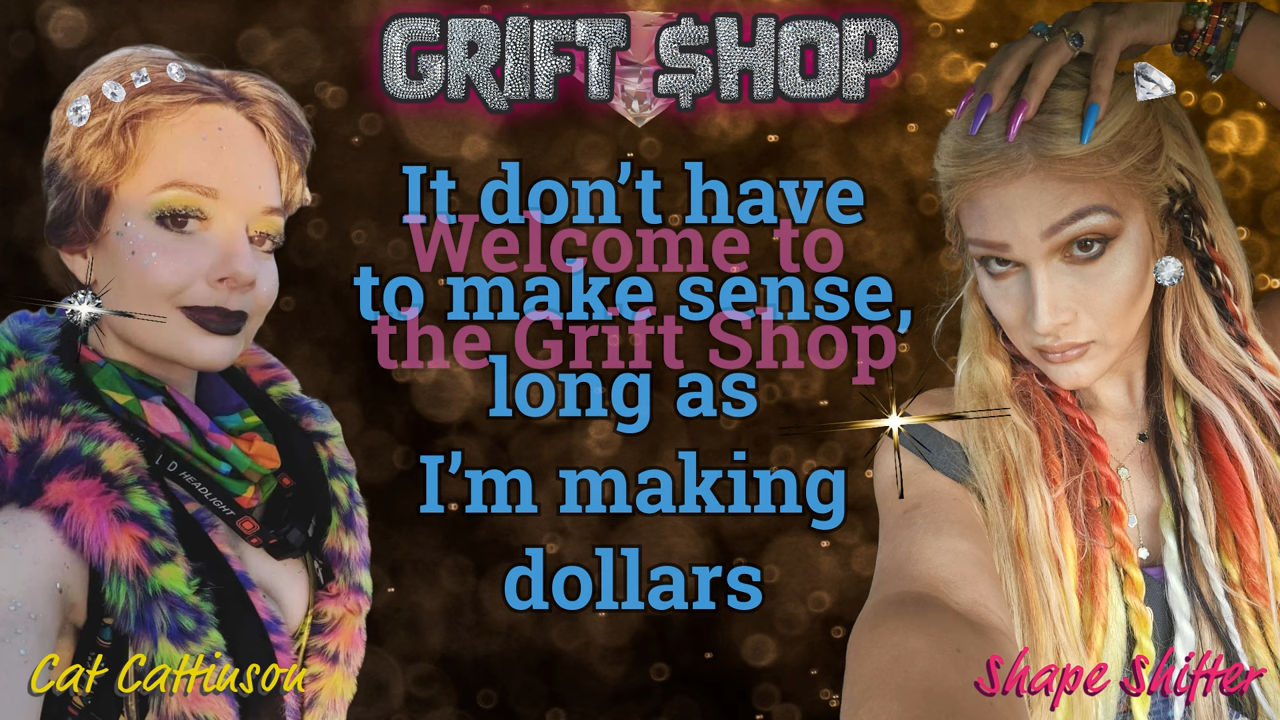 GRIFT $HOP
It don't have
to make sense,
long as
I'm making
dollars
Welcome to
the Grift Shop
D HEADLIGHT
Cat Cattinson
Shape Shifter